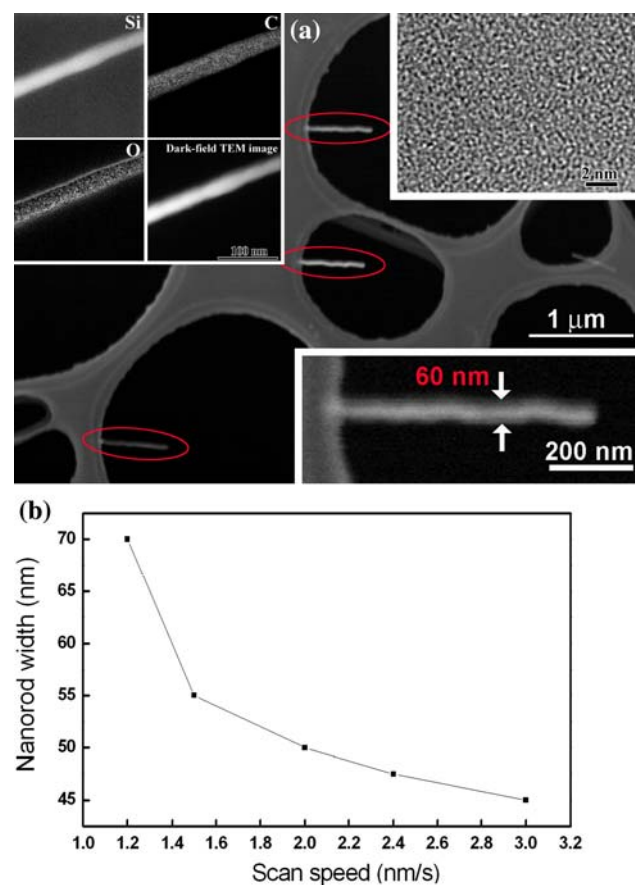 Si
C
(a)
O
Dark-field TEM image
100 nm
2 nm
1 μm
60 nm
200 nm
(b)
70
65
60
55
50
45
Nanorod width (nm)
1.0 1.2 1.4 1.6 1.8 2.0 2.2 2.4 2.6 2.8 3.0 3.2
Scan speed (nm/s)